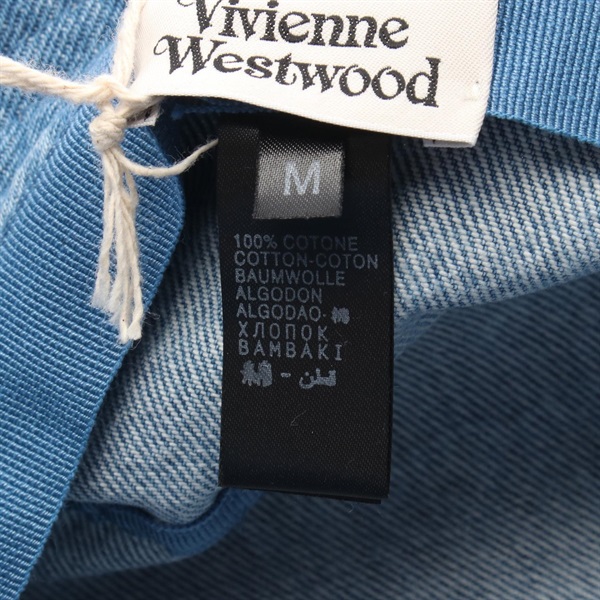 Vivienne
Westwood
M
100% COTONE
COTTON-COTON
BAUMWOLLE
ALGODON
ALGODAO-
ХЛОПОК
BAMBAKI